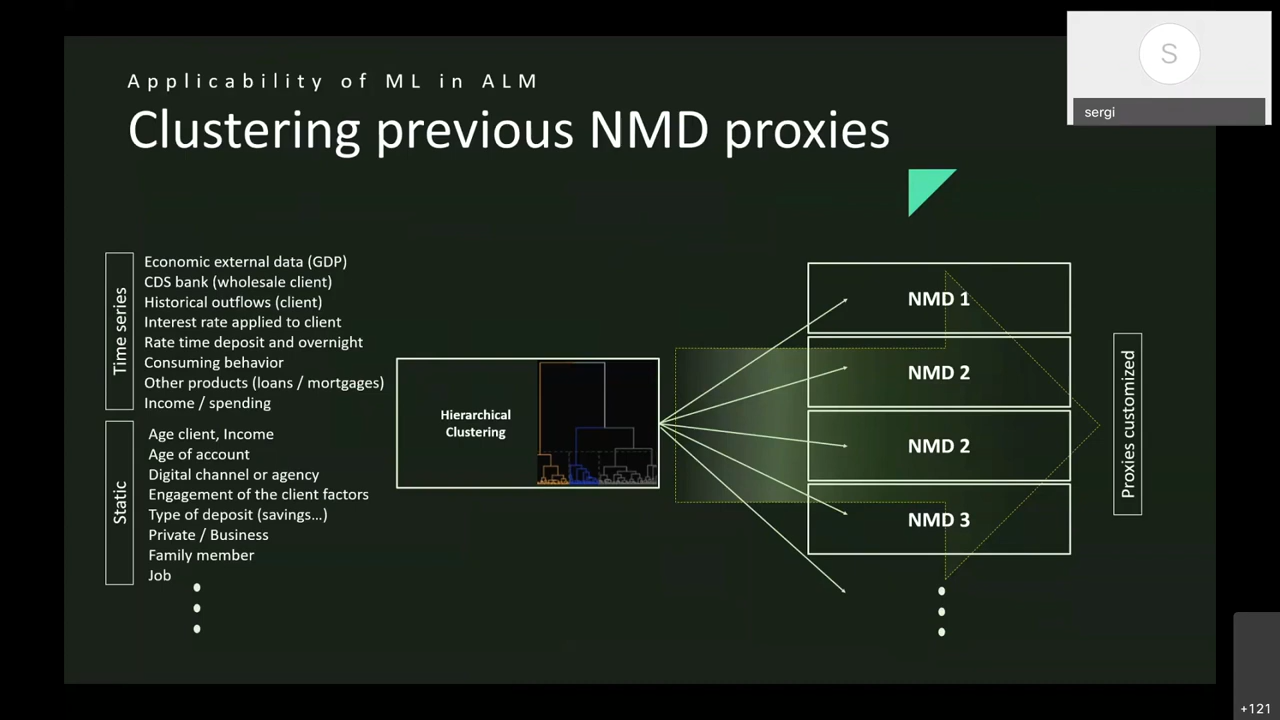 Applicability of ML in ALM
Clustering previous NMD proxies
S
sergi
Time series
Economic external data (GDP)
CDS bank (wholesale client)
Historical outflows (client)
Interest rate applied to client
Rate time deposit and overnight
Consuming behavior
Other products (loans / mortgages)
Income / spending
Static
Age client, Income
Age of account
Digital channel or agency
Engagement of the client factors
Type of deposit (savings...)
Private / Business
Family member
Job
Hierarchical
Clustering
NMD 1
NMD 2
NMD 2
NMD 3
Proxies customized
+121